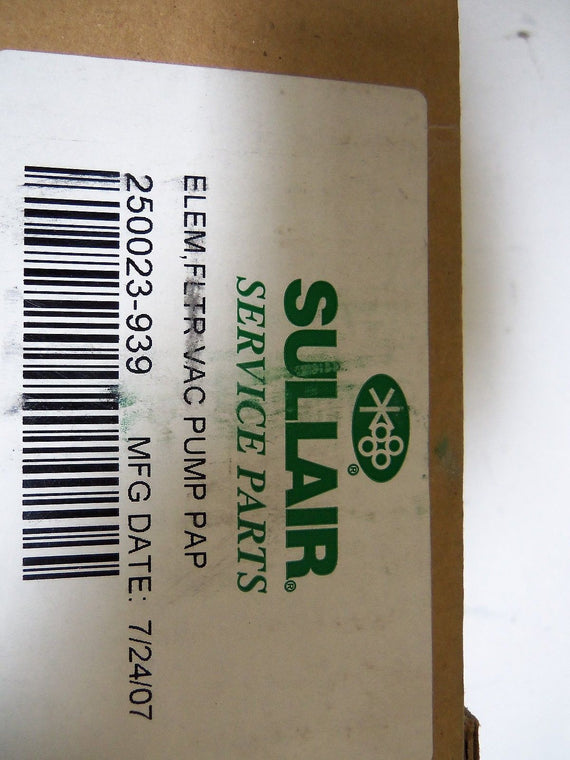 SULLAIR®
SERVICE PARTS
ELEM,FLTR VAC PUMP PAP
250023-939 MFG DATE: 7/24/07